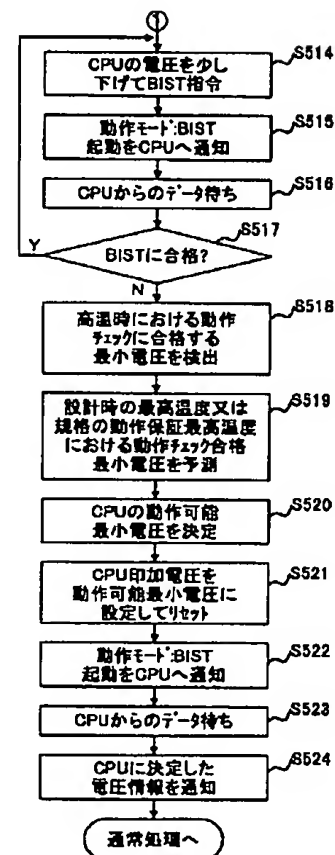 1
S514
CPUの電圧を少し
下げてBIST指令
S515
動作モード:BIST
起動をCPUへ通知
S516
CPUからのデータ待ち
S517
Y
BISTに合格?
N
S518
高温時における動作
チェックに合格する
最小電圧を検出
S519
設計時の最高温度又は
規格の動作保証最高温度
における動作チェック合格
最小電圧を予測
S520
CPUの動作可能
最小電圧を決定
S521
CPU印加電圧を
動作可能最小電圧に
設定してリセット
S522
動作モード:BIST
起動をCPUへ通知
S523
CPUからのデータ待ち
S524
CPUに決定した
電圧情報を通知
通常処理へ